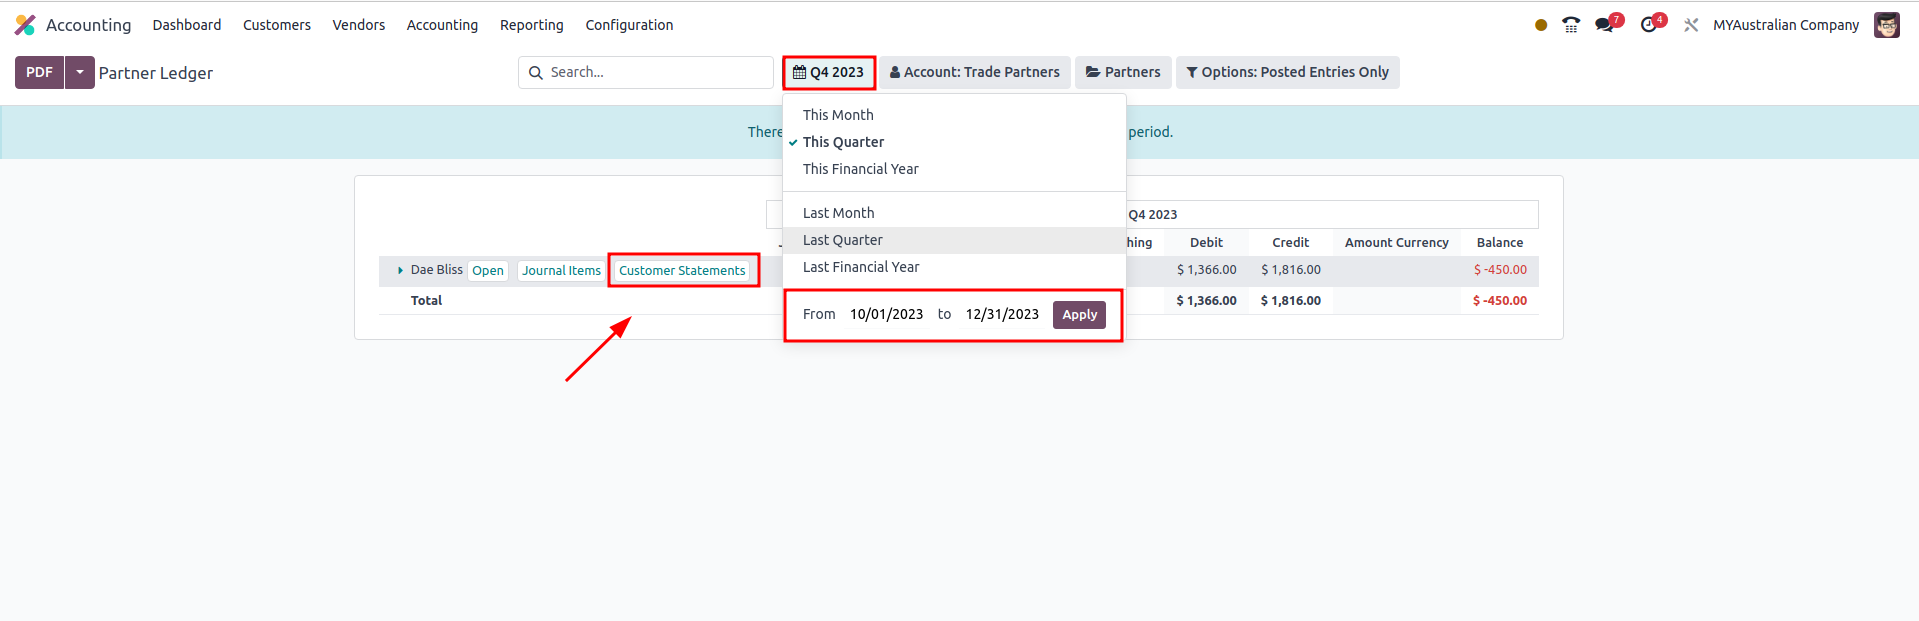 Accounting Dashboard Customers Vendors Accounting Reporting Configuration 7 4 MYAustralian Company
PDF Partner Ledger Search... Q4 2023 Account: Trade Partners Partners Options: Posted Entries Only
There period.
This Month
This Quarter
This Financial Year
Last Month
Last Quarter
Last Financial Year
From 10/01/2023 to 12/31/2023 Apply
Q4 2023
hing Debit Credit Amount Currency Balance
Dae Bliss Open Journal Items Customer Statements $ 1,366.00 $ 1,816.00 $ -450.00
Total $ 1,366.00 $ 1,816.00 $ -450.00